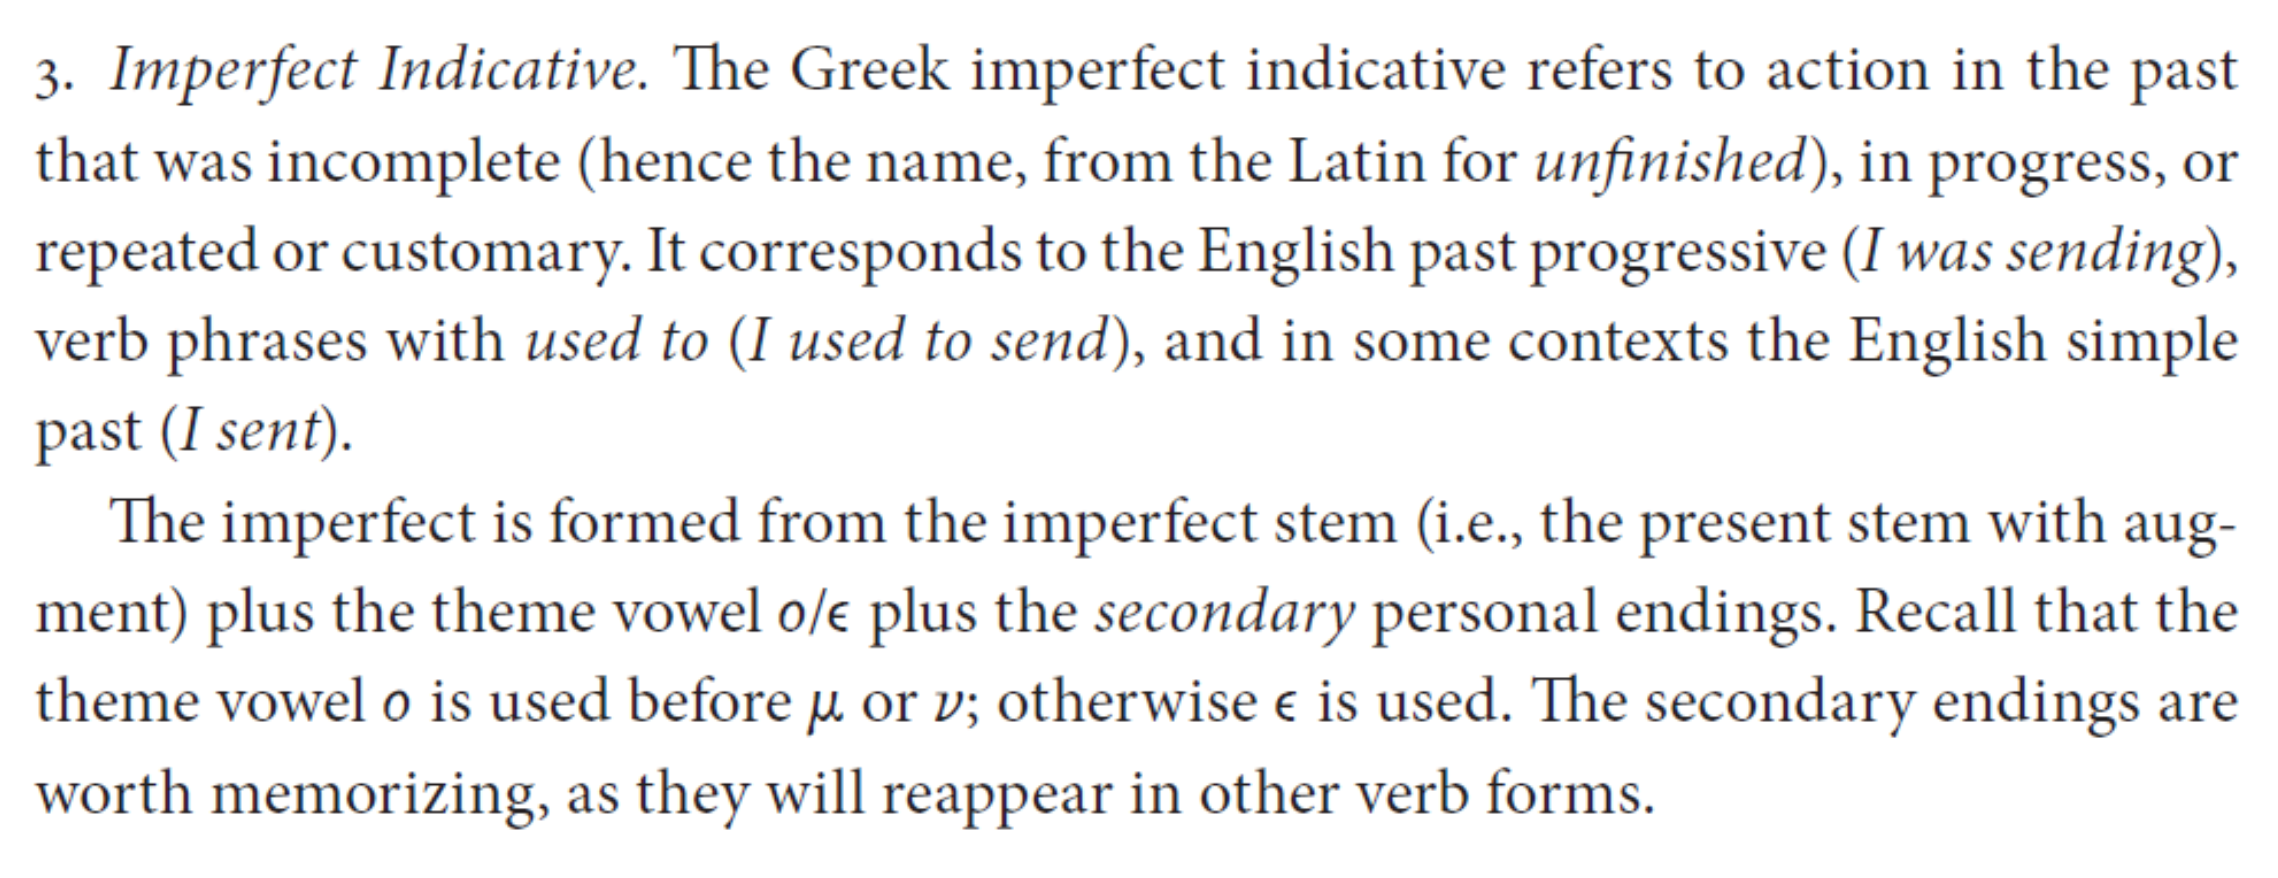 3. Imperfect Indicative. The Greek imperfect indicative refers to action in the past
that was incomplete (hence the name, from the Latin for unfinished), in progress, or
repeated or customary. It corresponds to the English past progressive (I was sending),
verb phrases with used to (I used to send), and in some contexts the English simple
past (I sent).
The imperfect is formed from the imperfect stem (i.e., the present stem with aug-
ment) plus the theme vowel ο/ϵ plus the secondary personal endings. Recall that the
theme vowel ο is used before μ or ν; otherwise ϵ is used. The secondary endings are
worth memorizing, as they will reappear in other verb forms.